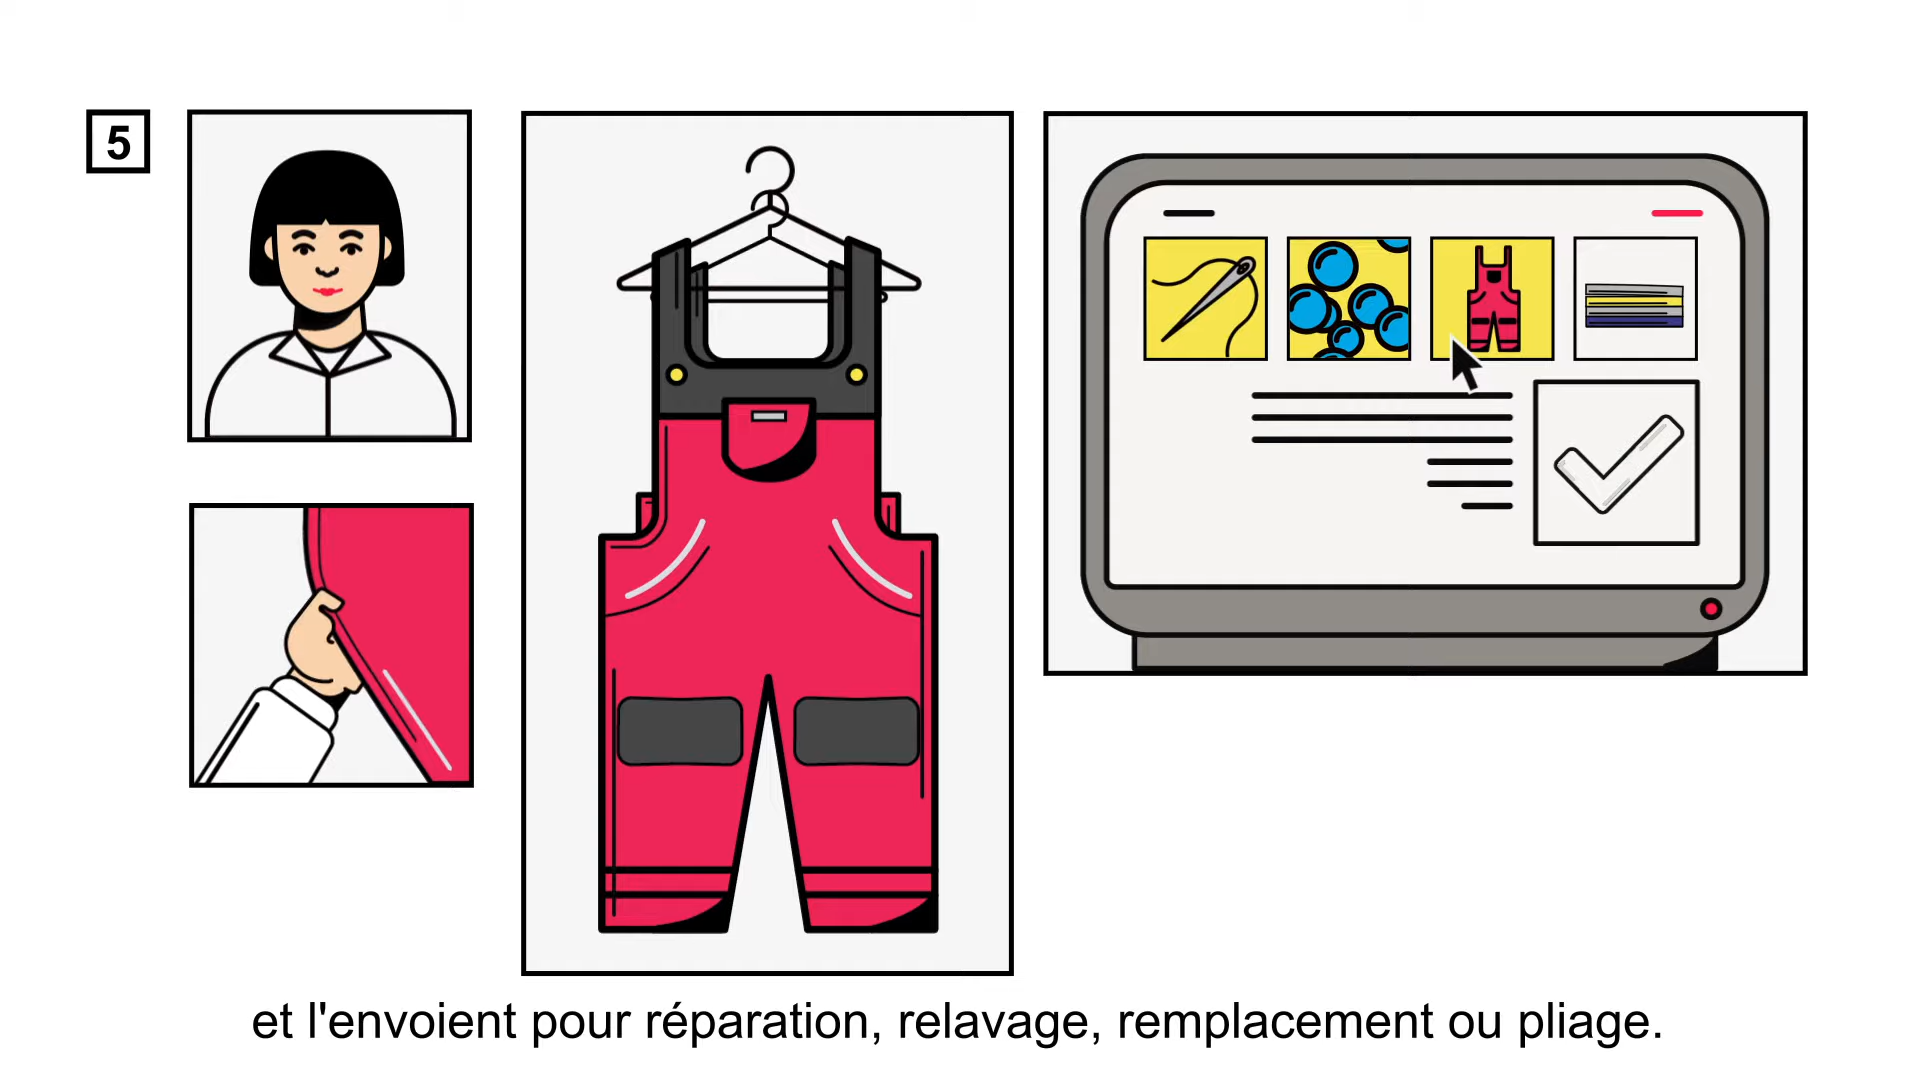 5
et l'envoient pour réparation, relavage, remplacement ou pliage.